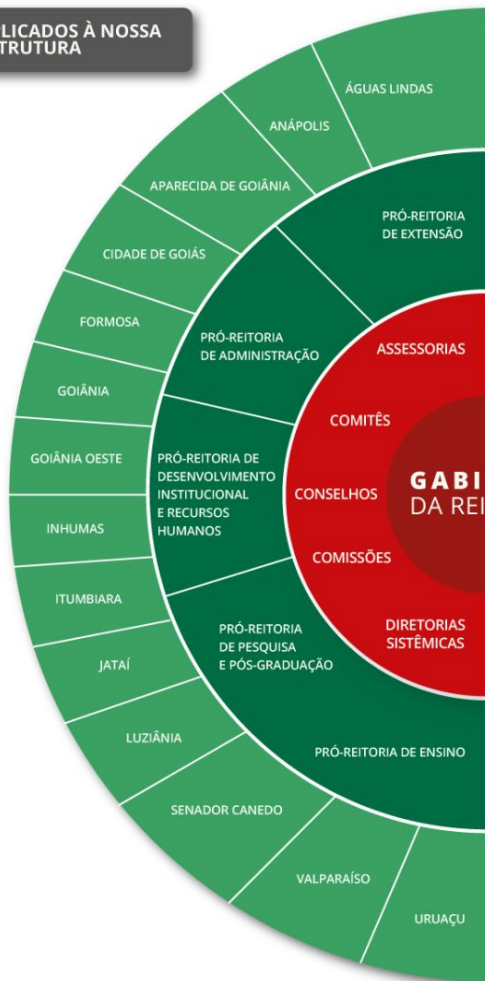 PLICADOS À NOSSA
TRUTURA
ÁGUAS LINDAS
ANÁPOLIS
APARECIDA DE GOIÂNIA
CIDADE DE GOIÁS
FORMOSA
GOIÂNIA
GOIÂNIA OESTE
INHUMAS
ITUMBIARA
JATAÍ
LUZIÂNIA
SENADOR CANEDO
VALPARAÍSO
URUAÇU
PRÓ-REITORIA
DE EXTENSÃO
PRÓ-REITORIA
DE ADMINISTRAÇÃO
PRÓ-REITORIA DE
DESENVOLVIMENTO
INSTITUCIONAL
E RECURSOS
HUMANOS
PRÓ-REITORIA
DE PESQUISA
E PÓS-GRADUAÇÃO
PRÓ-REITORIA DE ENSINO
ASSESSORIAS
COMITÊS
CONSELHOS
COMISSÕES
DIRETORIAS
SISTÊMICAS
GABI
DA REI